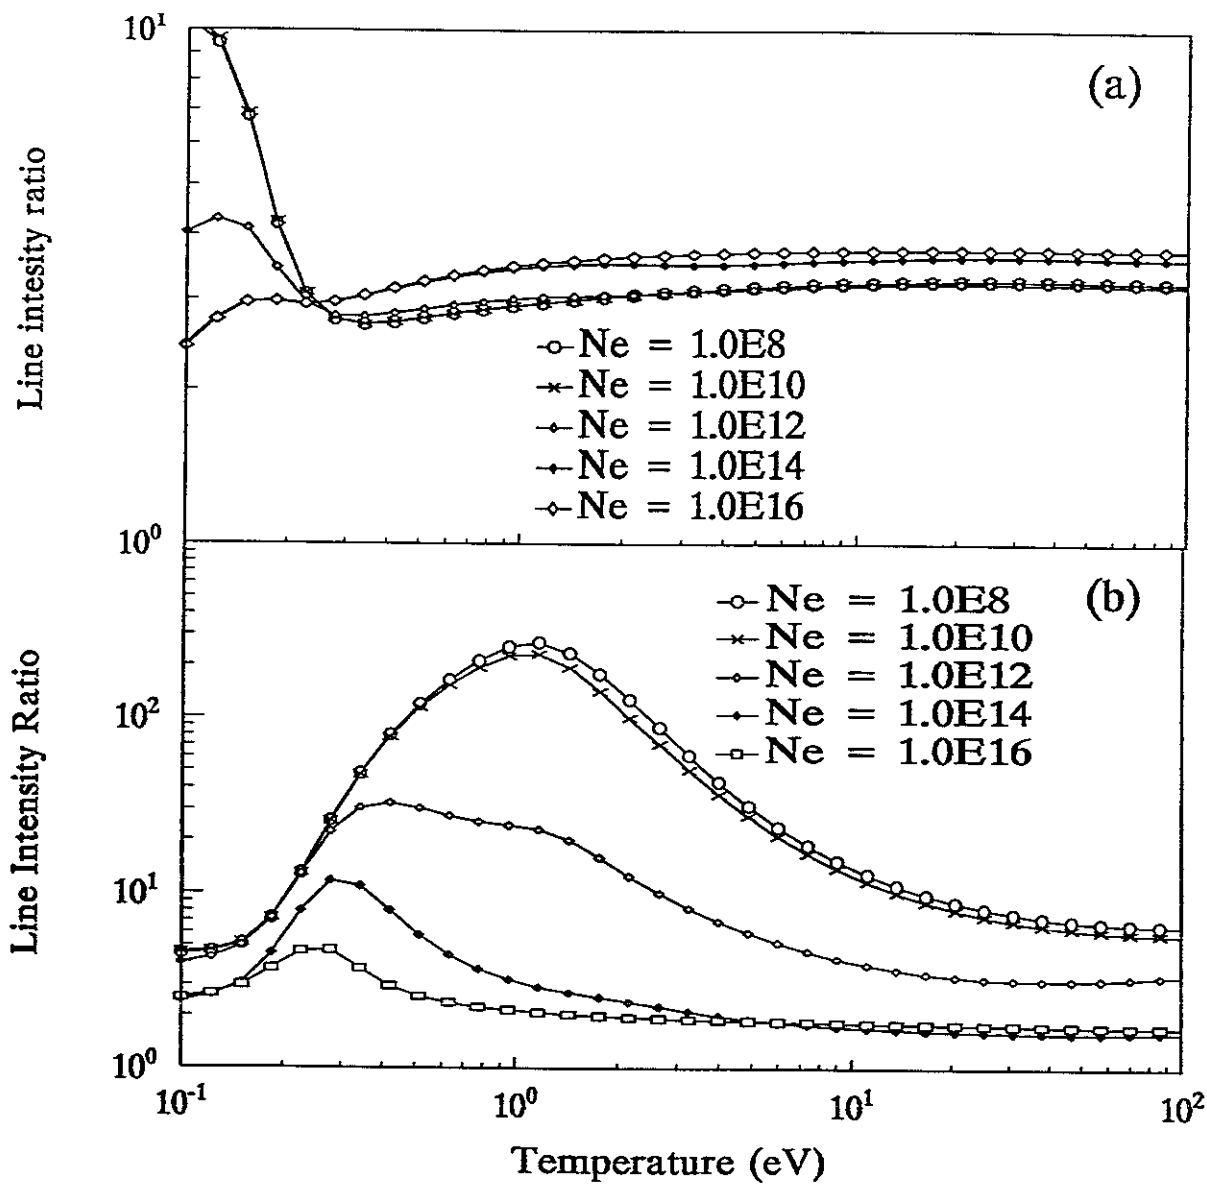 10¹
(a)
Line intesity ratio
Ne = 1.0E8
Ne = 1.0E10
Ne = 1.0E12
Ne = 1.0E14
Ne = 1.0E16
10⁰
(b)
Line Intensity Ratio
Ne = 1.0E8
Ne = 1.0E10
Ne = 1.0E12
Ne = 1.0E14
Ne = 1.0E16
10²
10¹
10⁰
10⁻¹ 10⁰ 10¹ 10²
Temperature (eV)